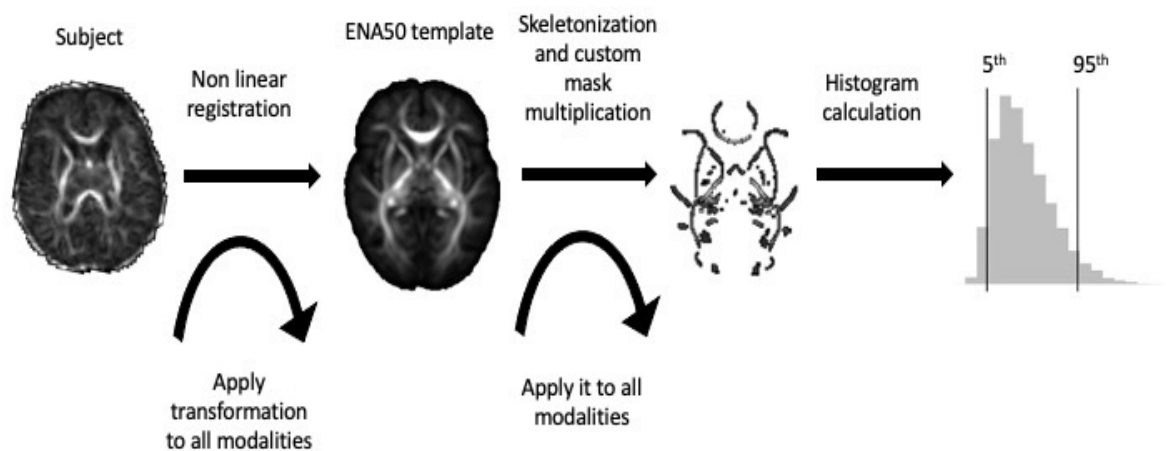 Subject
Non linear
registration
ENA50 template
Skeletonization
and custom
mask
multiplication
Histogram
calculation
5th
95th
Apply
transformation
to all modalities
Apply it to all
modalities